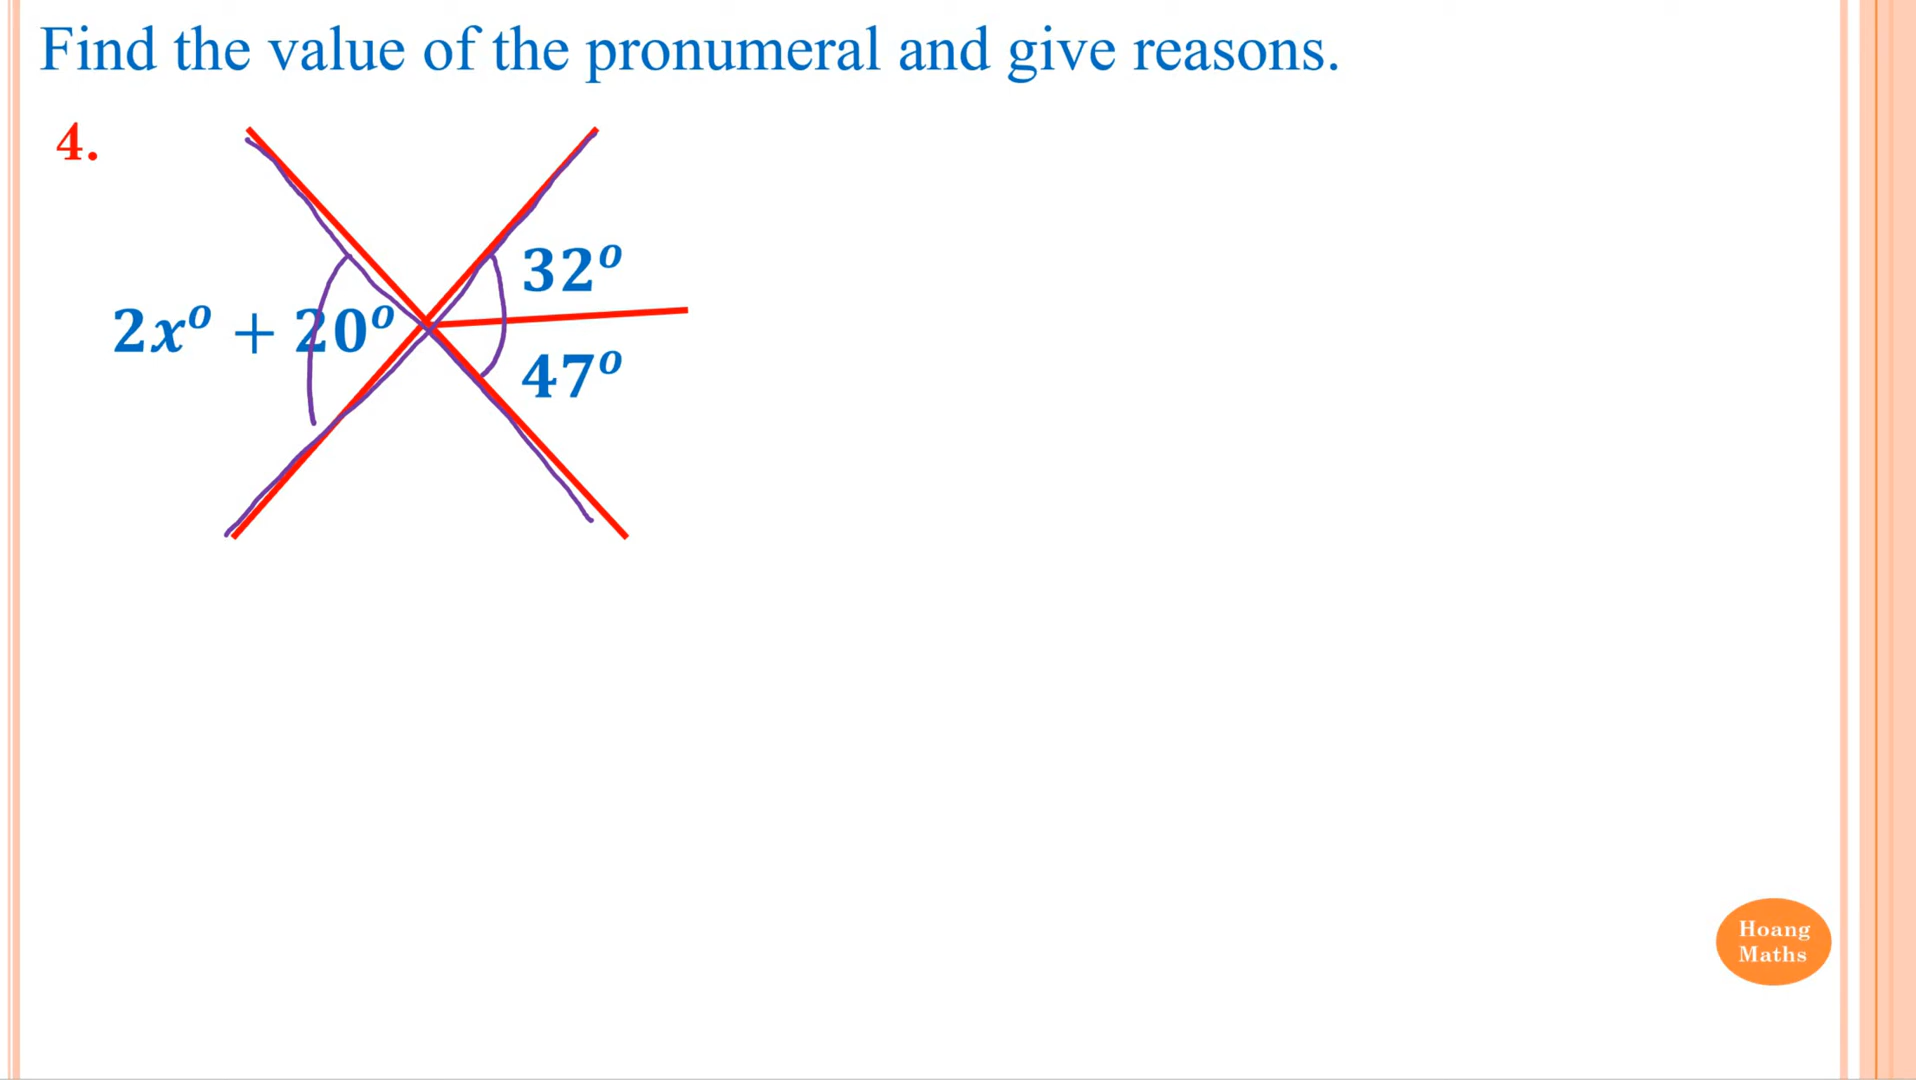 Find the value of the pronumeral and give reasons.
4.
32°
2x° + 20°
47°
Hoang
Maths